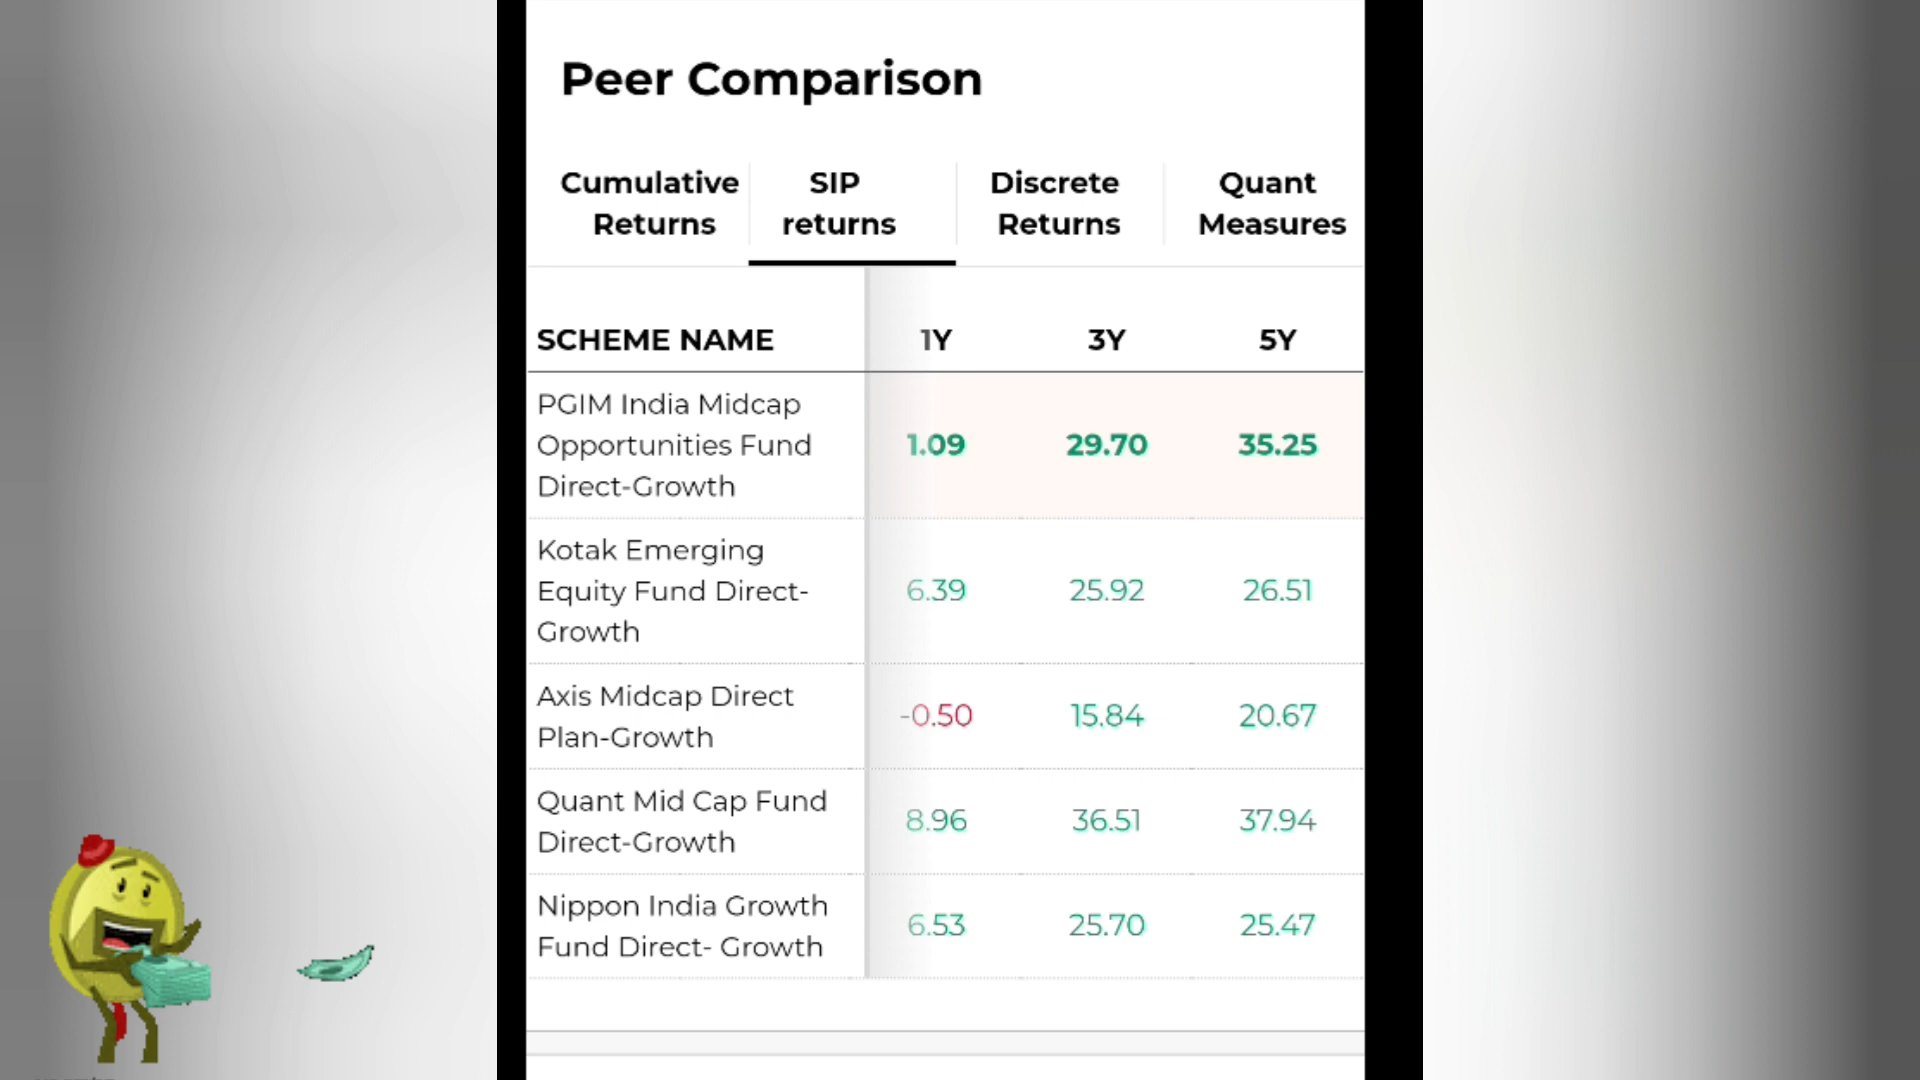 Peer Comparison
Cumulative Returns
SIP returns
Discrete Returns
Quant Measures
SCHEME NAME 1Y 3Y 5Y
PGIM India Midcap
Opportunities Fund 1.09 29.70 35.25
Direct-Growth
Kotak Emerging
Equity Fund Direct- 6.39 25.92 26.51
Growth
Axis Midcap Direct
Plan-Growth -0.50 15.84 20.67
Quant Mid Cap Fund
Direct-Growth 8.96 36.51 37.94
Nippon India Growth
Fund Direct- Growth 6.53 25.70 25.47